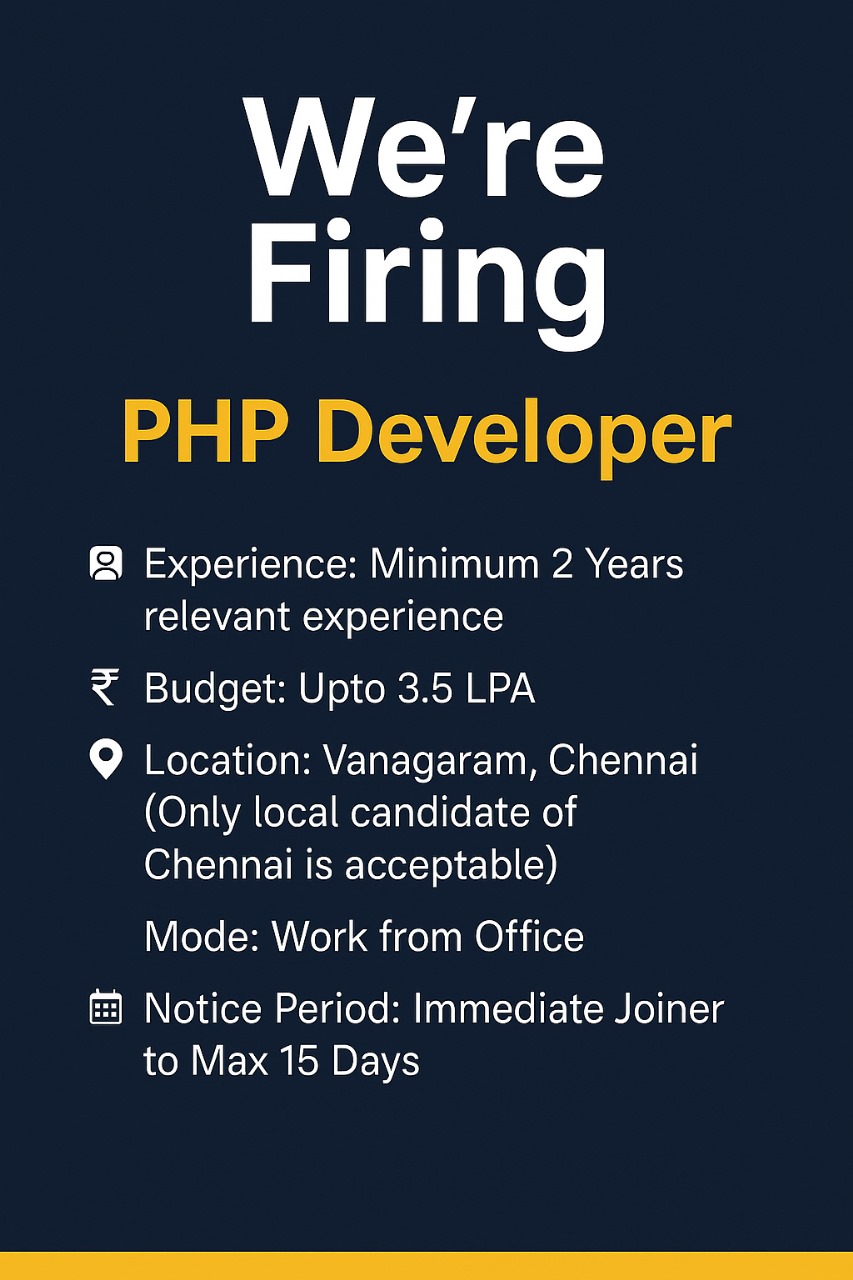 We’re
Firing
PHP Developer
Experience: Minimum 2 Years
relevant experience
₹ Budget: Upto 3.5 LPA
Location: Vanagaram, Chennai
(Only local candidate of
Chennai is acceptable)
Mode: Work from Office
Notice Period: Immediate Joiner
to Max 15 Days